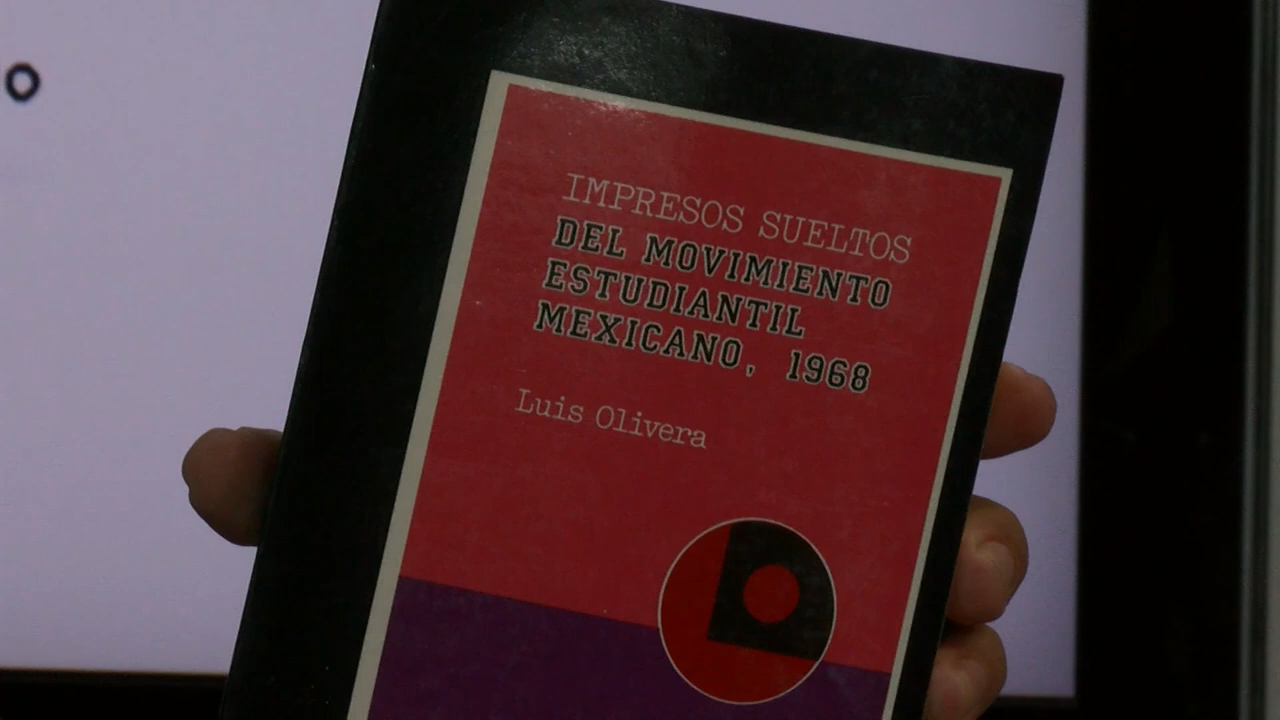 o
IMPRESOS SUELTOS
DEL MOVIMIENTO
ESTUDIANTIL
MEXICANO, 1968
Luis Olivera